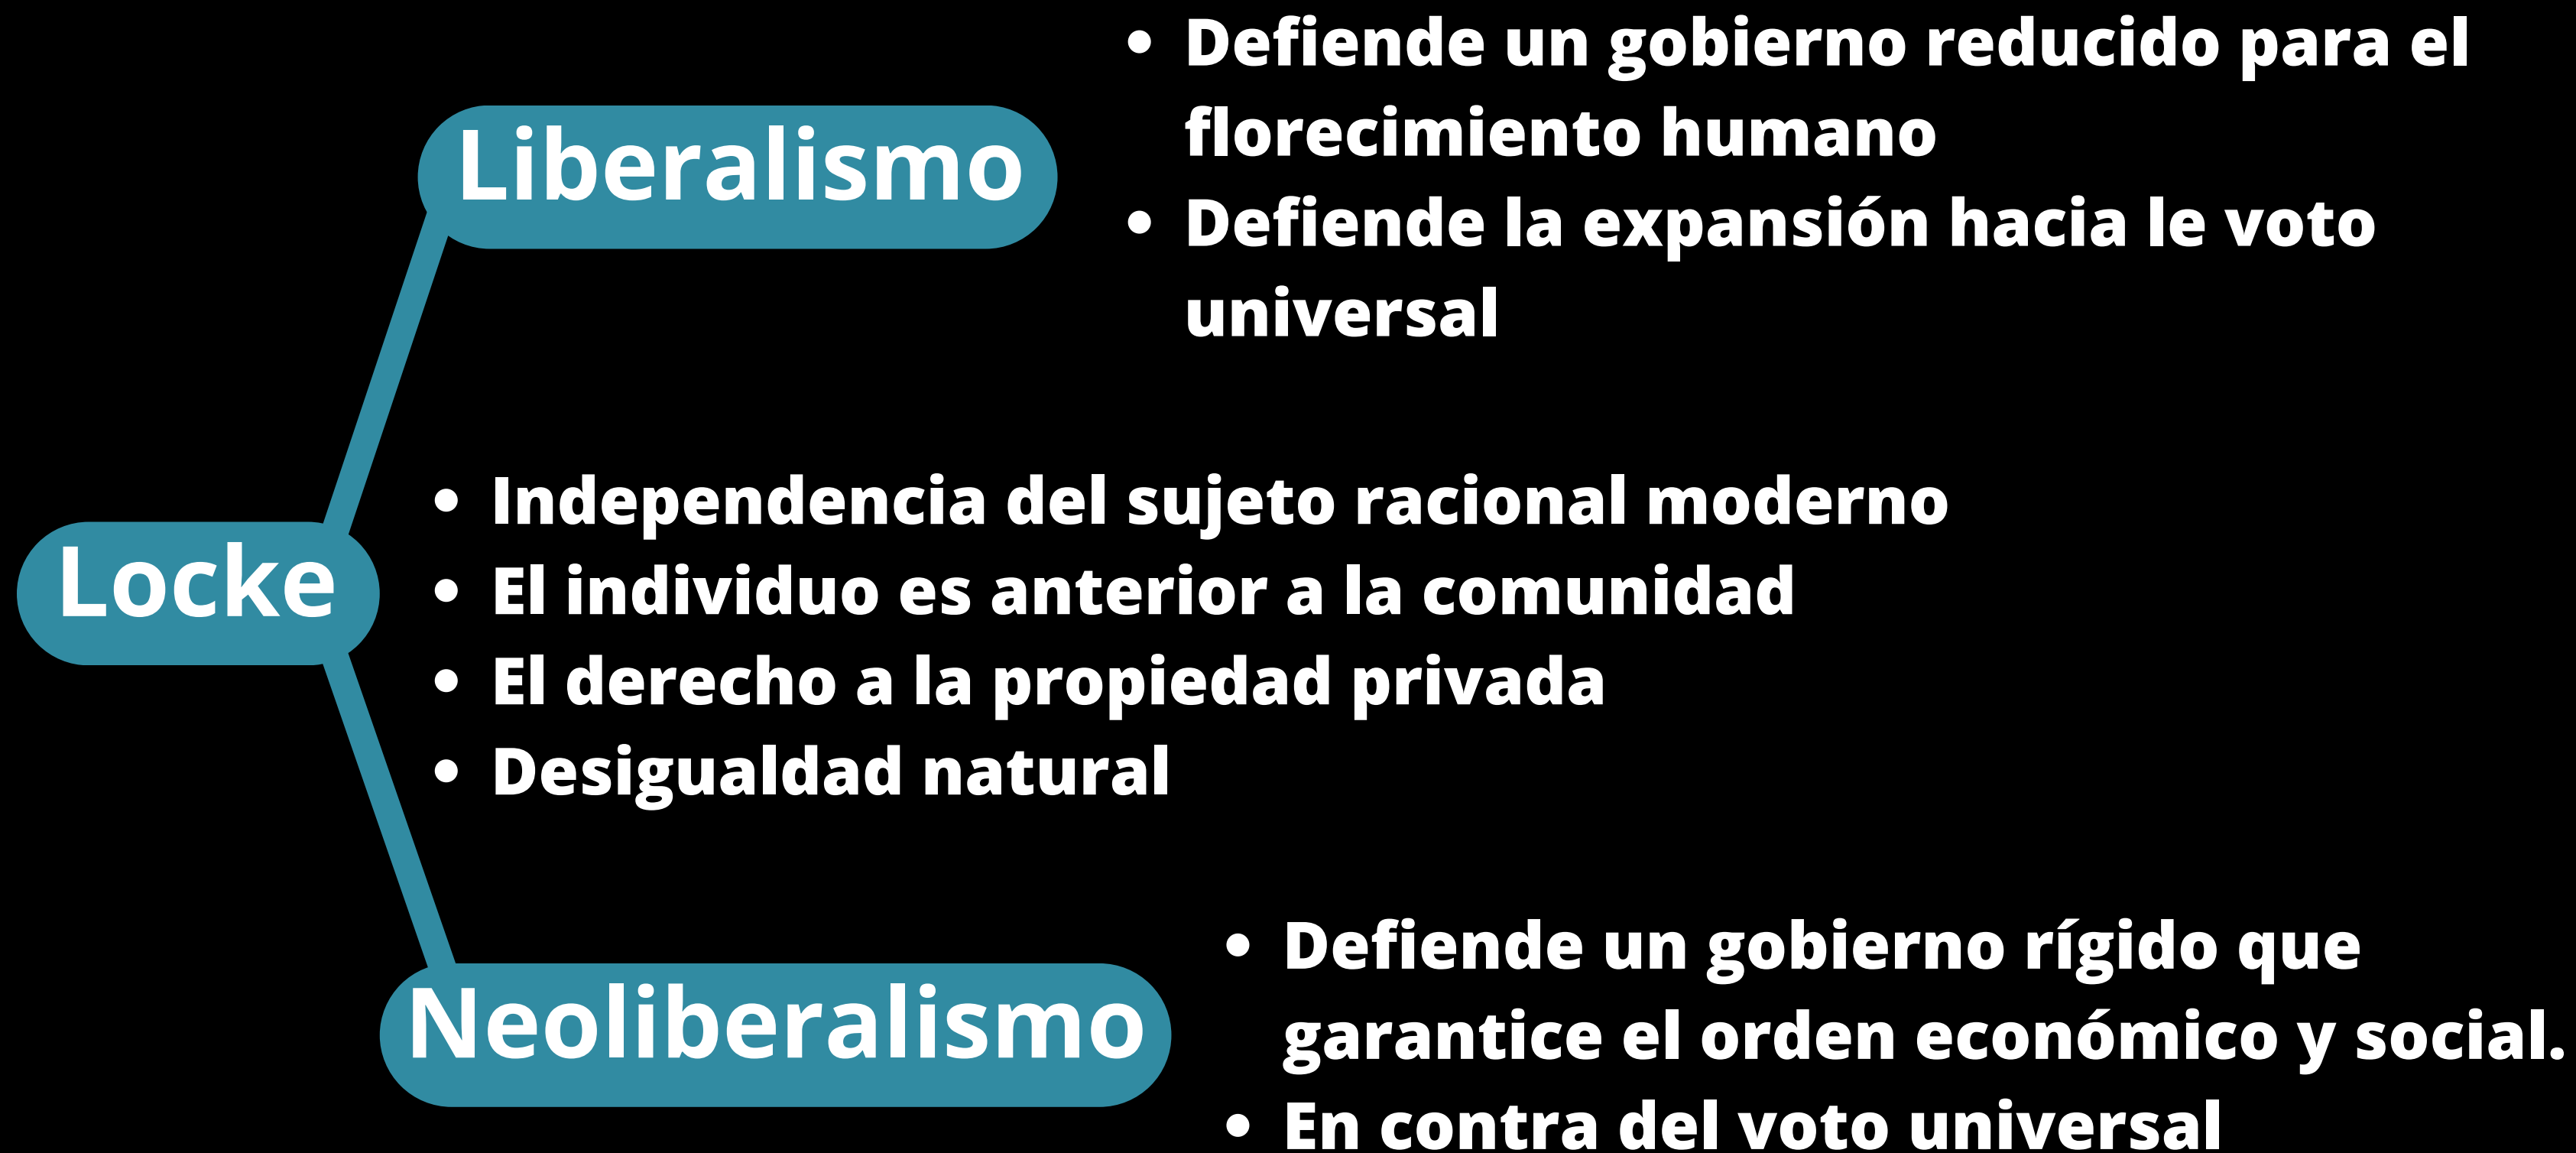 Liberalismo
• Defiende un gobierno reducido para el
florecimiento humano
• Defiende la expansión hacia le voto
universal
Locke
• Independencia del sujeto racional moderno
• El individuo es anterior a la comunidad
• El derecho a la propiedad privada
• Desigualdad natural
Neoliberalismo
• Defiende un gobierno rígido que
garantice el orden económico y social.
• En contra del voto universal